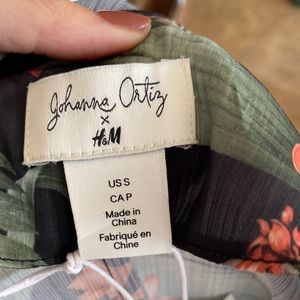 Johanna Ortiz
x
H&M
US S
CA P
Made in
China
Fabriqué en
Chine